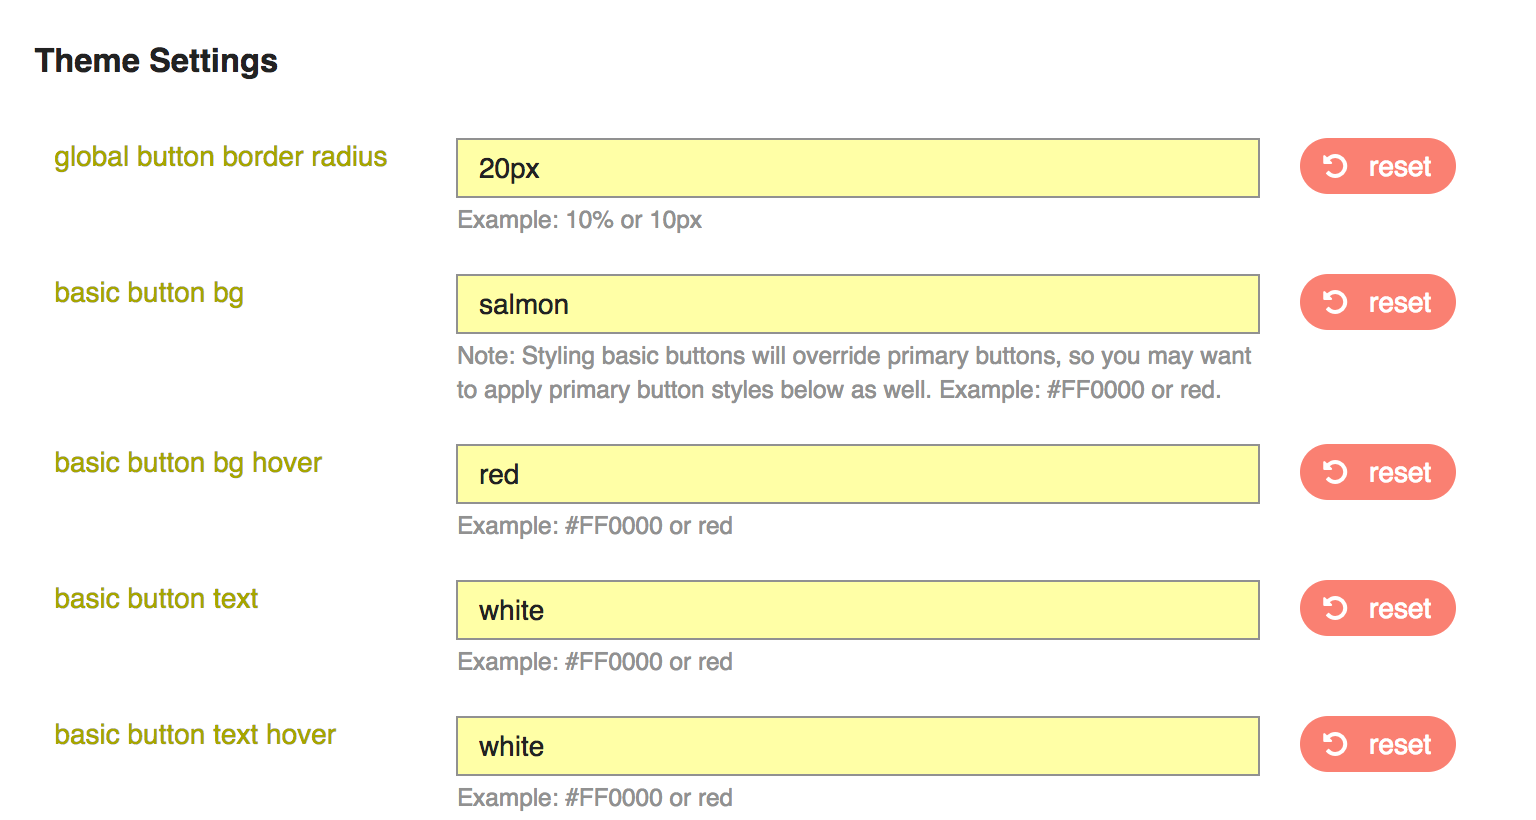 Theme Settings
global button border radius
20px
reset
Example: 10% or 10px
basic button bg
salmon
reset
Note: Styling basic buttons will override primary buttons, so you may want
to apply primary button styles below as well. Example: #FF0000 or red.
basic button bg hover
red
reset
Example: #FF0000 or red
basic button text
white
reset
Example: #FF0000 or red
basic button text hover
white
reset
Example: #FF0000 or red